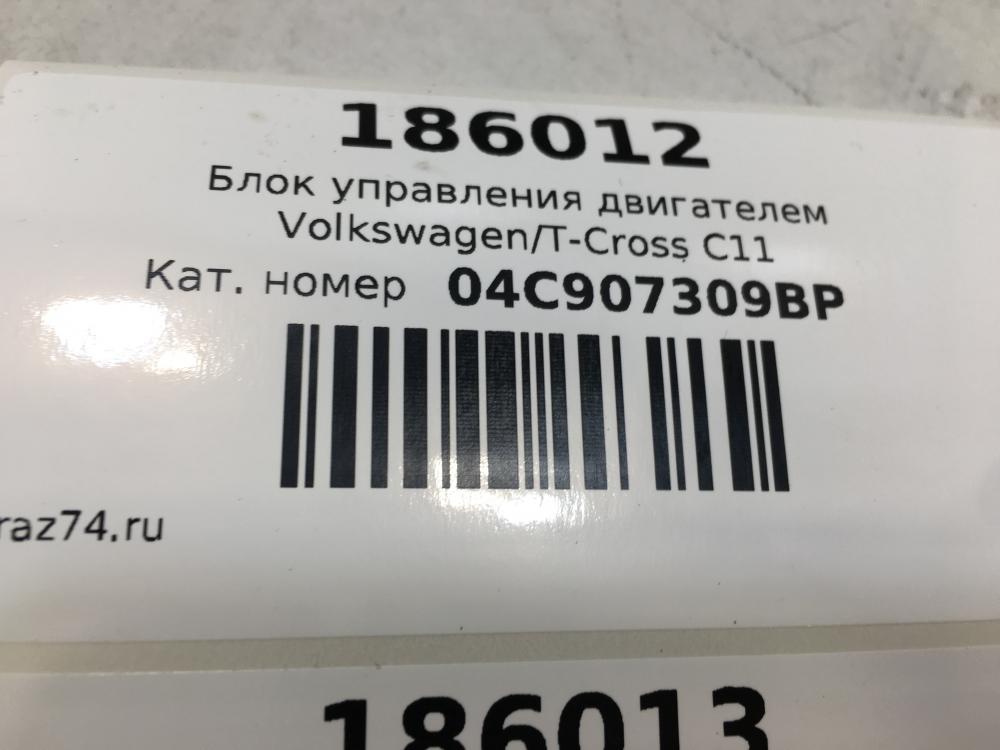 186012
Блок управления двигателем
Volkswagen/T-Cross C11
Кат. номер 04C907309BP
raz74.ru
186013